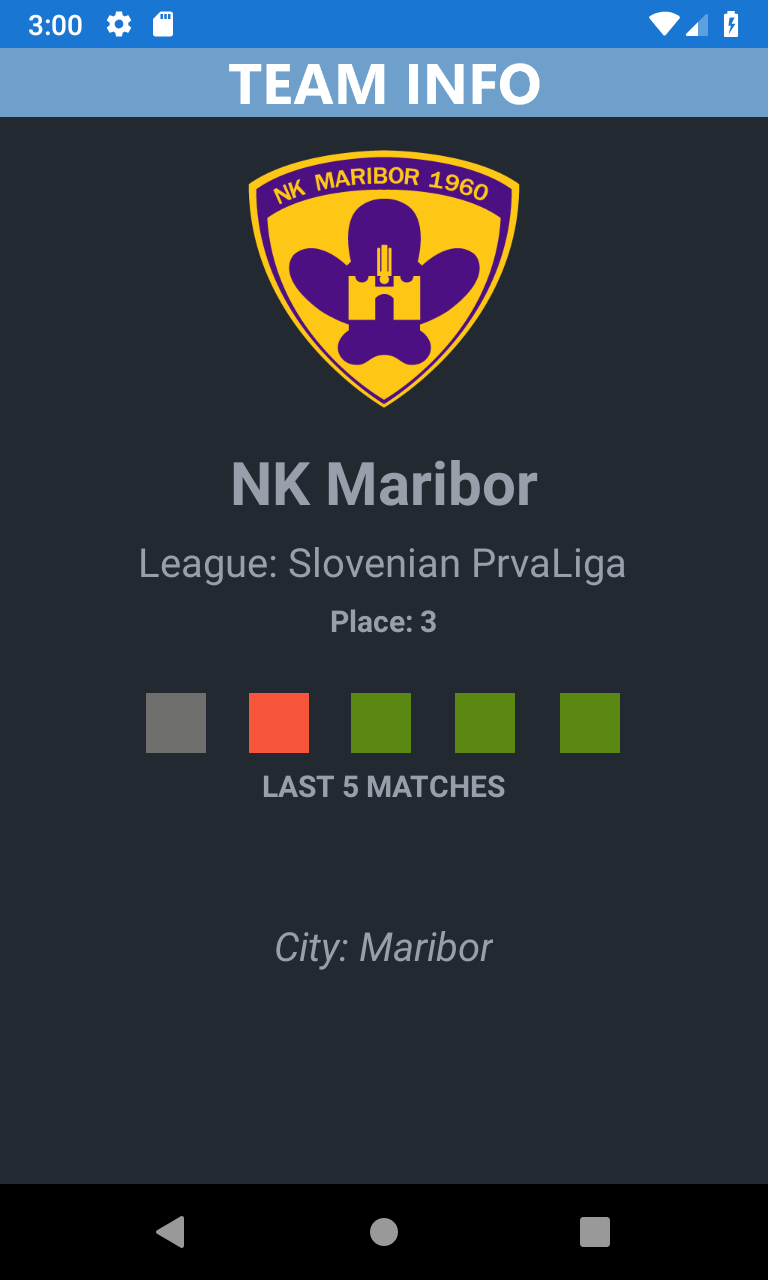 3:00
TEAM INFO
NK MARIBOR 1960
NK Maribor
League: Slovenian PrvaLiga
Place: 3
LAST 5 MATCHES
City: Maribor